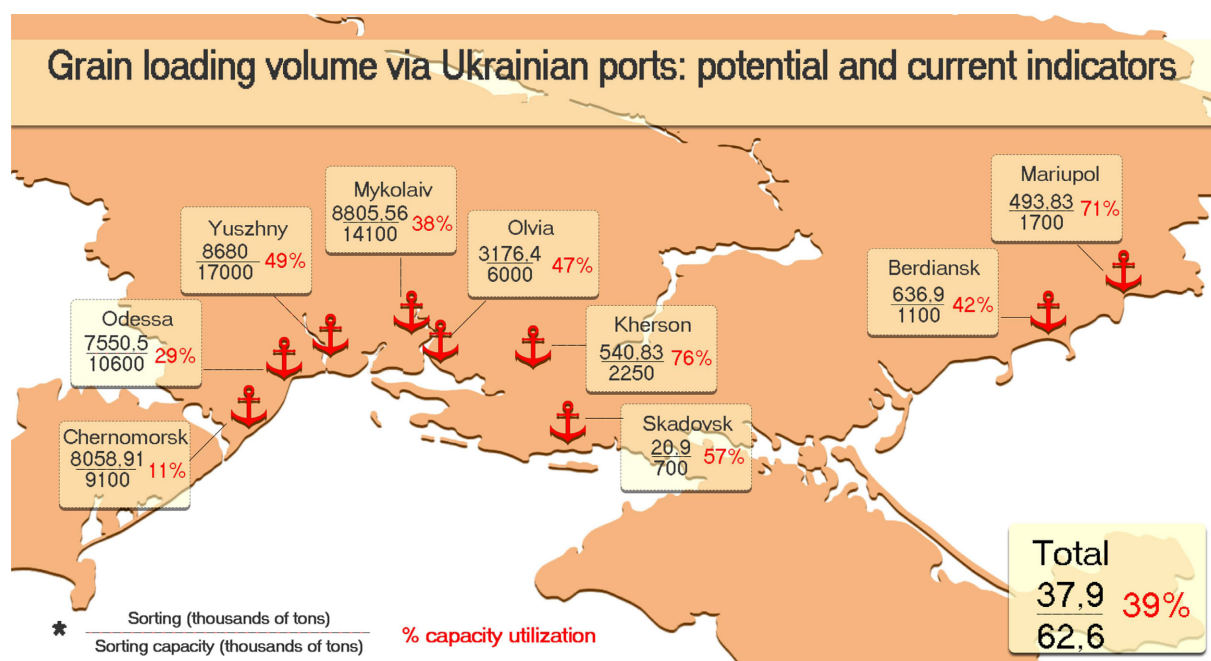 Grain loading volume via Ukrainian ports: potential and current indicators
Mykolaiv
8805,56
14100
38%
Mariupol
493,83
1700
71%
Yuszhny
8680
17000
49%
Olvia
3176,4
6000
47%
Berdiansk
636,9
1100
42%
Odessa
7550,5
10600
29%
Kherson
540,83
2250
76%
Chernomorsk
8058,91
9100
11%
Skadovsk
20,9
700
57%
Total
37,9
62,6
39%
* Sorting (thousands of tons)
Sorting capacity (thousands of tons)
% capacity utilization